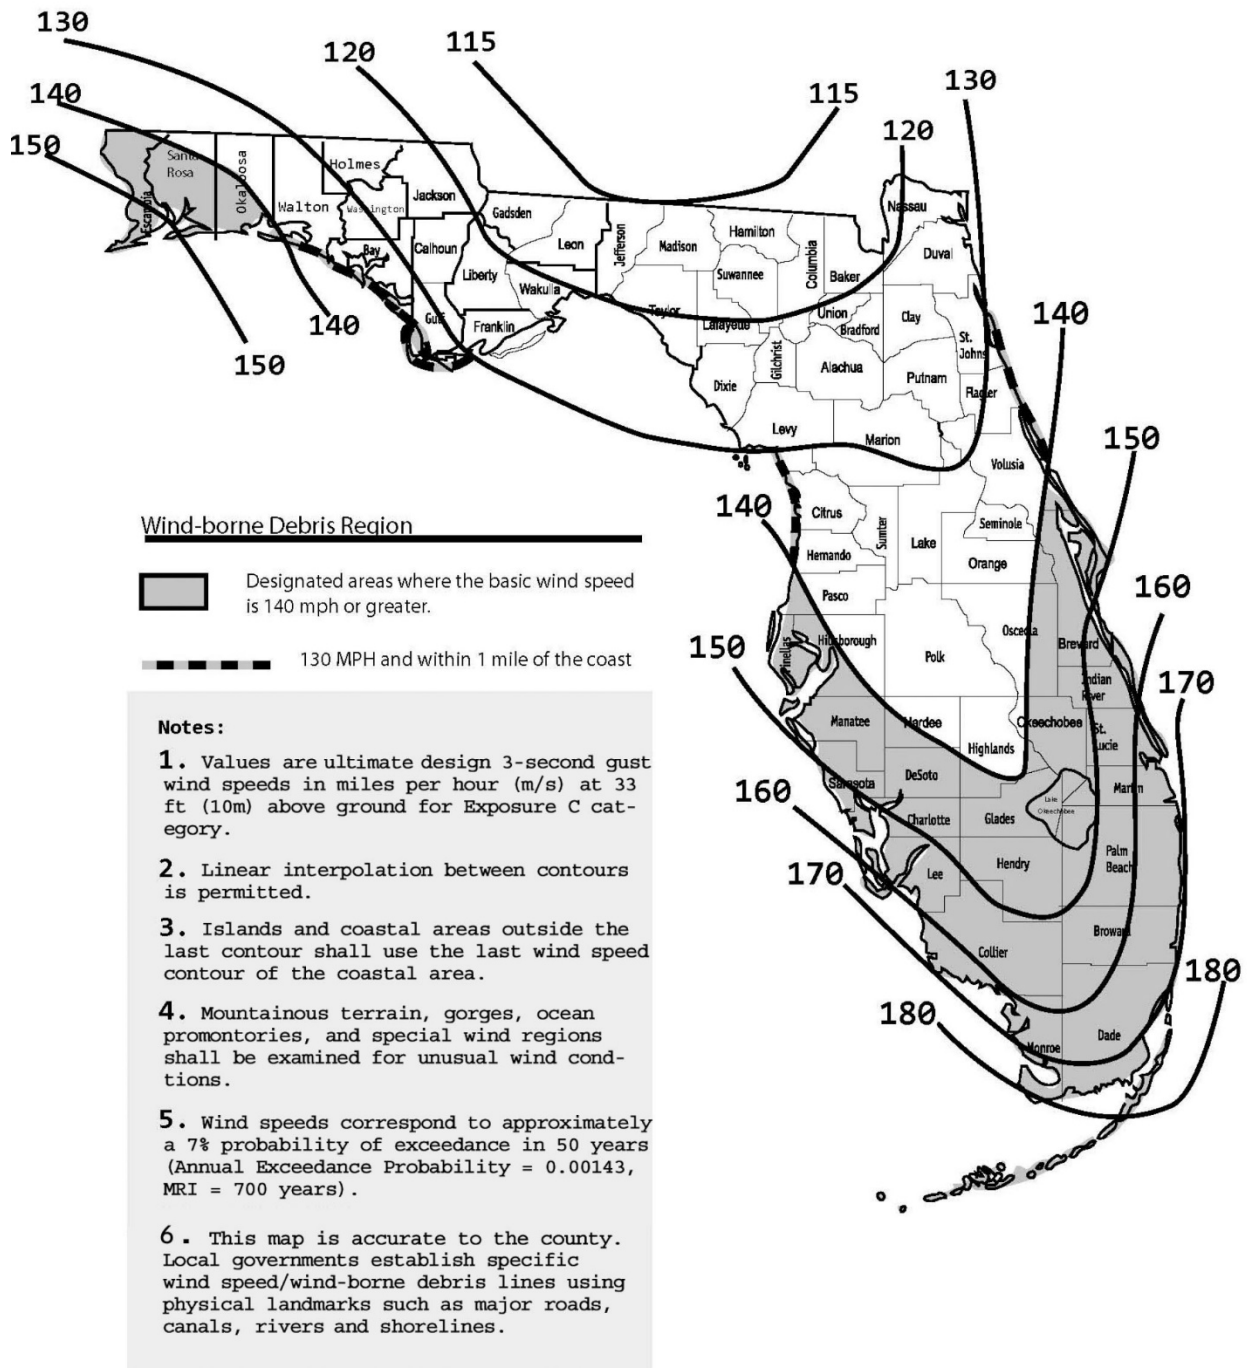 130
115
120
115
130
140
120
150
Santa
Rosa
Okaloosa
Holmes
Escambia
Walton
Washington
Jackson
Gadsden
Leon
Jefferson
Madison
Hamilton
Columbia
Baker
Nassau
Duval
Bay
Calhoun
Liberty
Wakulla
Suwannee
Gulf
Franklin
Taylor
Lafayette
Union
Bradford
Clay
St.
Johns
140
140
150
Dixie
Gilchrist
Alachua
Putnam
Flagler
Levy
Marion
150
Volusia
140
Citrus
Sumter
Lake
Seminole
Hernando
Orange
Pasco
160
Pinellas
Hillsborough
Polk
Osceola
Brevard
150
Indian
River
170
Manatee
Hardee
Highlands
Okeechobee
St.
Lucie
Sarasota
DeSoto
Martin
160
Charlotte
Glades
Lake
Okeechobee
170
Lee
Hendry
Palm
Beach
Collier
Broward
180
180
Monroe
Dade
Wind-borne Debris Region
Designated areas where the basic wind speed
is 140 mph or greater.
130 MPH and within 1 mile of the coast
Notes:
1. Values are ultimate design 3-second gust
wind speeds in miles per hour (m/s) at 33
ft (10m) above ground for Exposure C cat-
egory.
2. Linear interpolation between contours
is permitted.
3. Islands and coastal areas outside the
last contour shall use the last wind speed
contour of the coastal area.
4. Mountainous terrain, gorges, ocean
promontories, and special wind regions
shall be examined for unusual wind cond-
tions.
5. Wind speeds correspond to approximately
a 7% probability of exceedance in 50 years
(Annual Exceedance Probability = 0.00143,
MRI = 700 years).
6. This map is accurate to the county.
Local governments establish specific
wind speed/wind-borne debris lines using
physical landmarks such as major roads,
canals, rivers and shorelines.